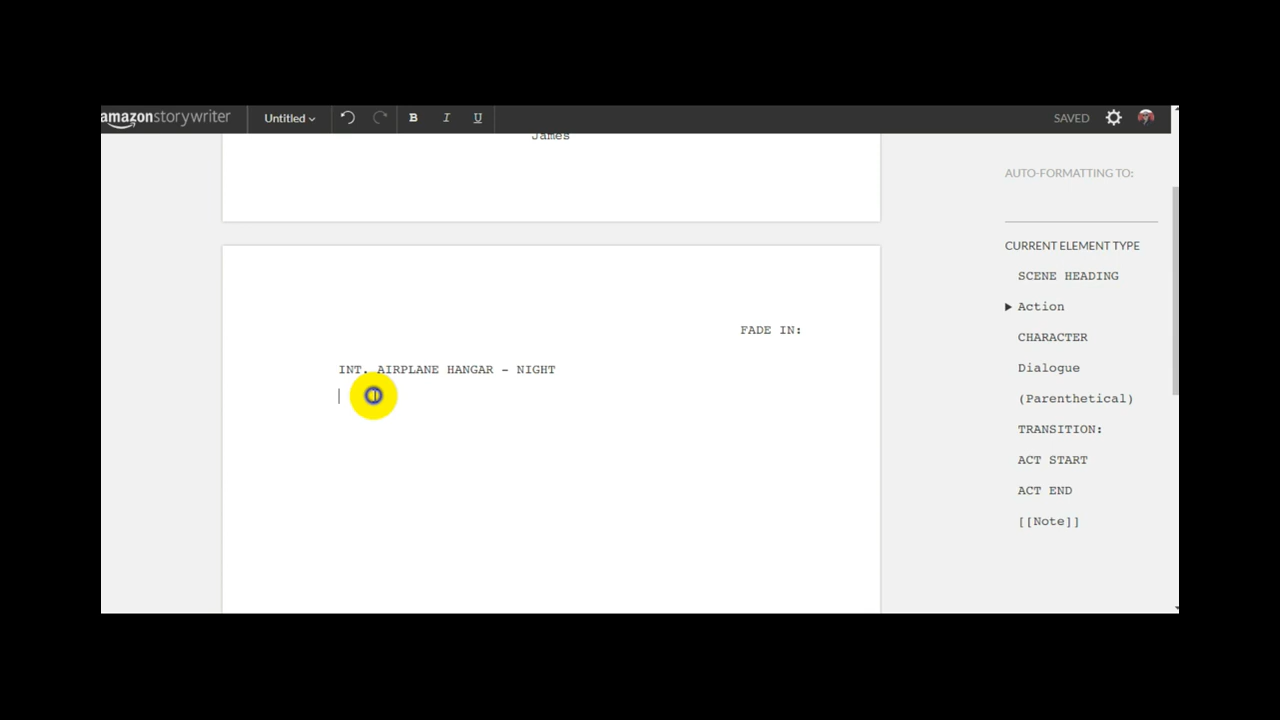 amazonstorywriter Untitled B I U SAVED
James
AUTO-FORMATTING TO:
CURRENT ELEMENT TYPE
SCENE HEADING
Action
CHARACTER
Dialogue
(Parenthetical)
TRANSITION:
ACT START
ACT END
[[Note]]
FADE IN:
INT. AIRPLANE HANGAR - NIGHT